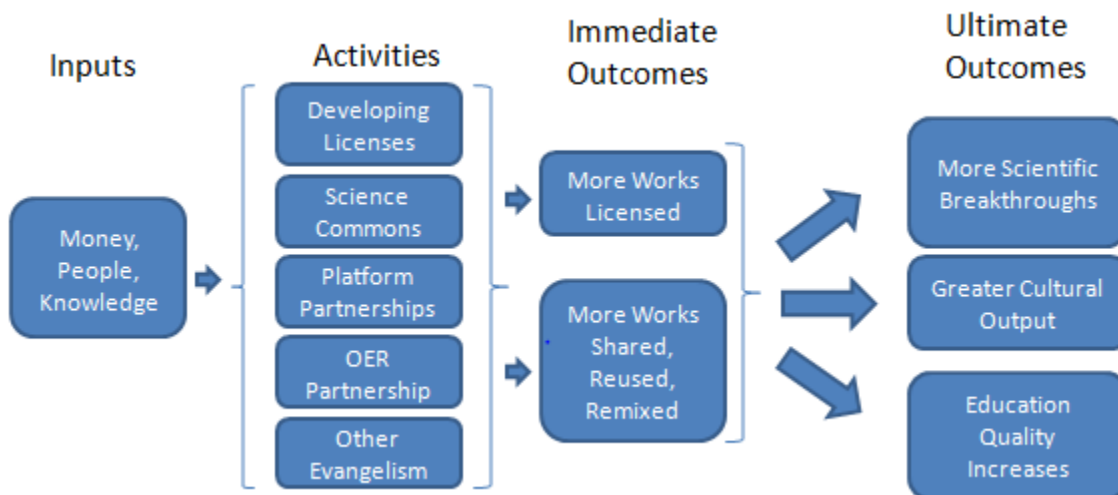 Inputs
Money,
People,
Knowledge
Activities
Developing
Licenses
Science
Commons
Platform
Partnerships
OER
Partnership
Other
Evangelism
Immediate
Outcomes
More Works
Licensed
More Works
Shared,
Reused,
Remixed
Ultimate
Outcomes
More Scientific
Breakthroughs
Greater Cultural
Output
Education
Quality
Increases